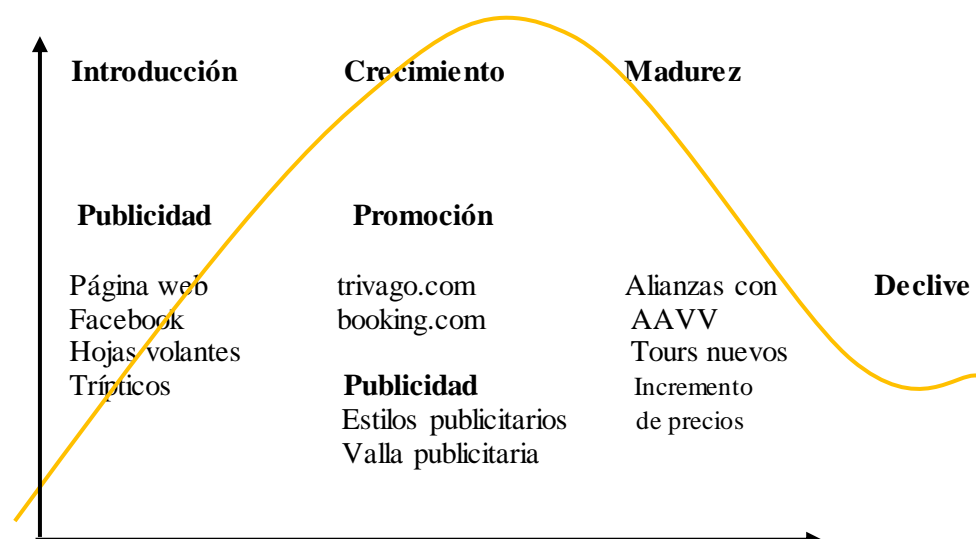 Introducción
Crecimiento
Madurez
Publicidad
Promoción
Página web
Facebook
Hojas volantes
Trípticos
trivago.com
booking.com
Publicidad
Estilos publicitarios
Valla publicitaria
Alianzas con
AAVV
Tours nuevos
Incremento
de precios
Declive